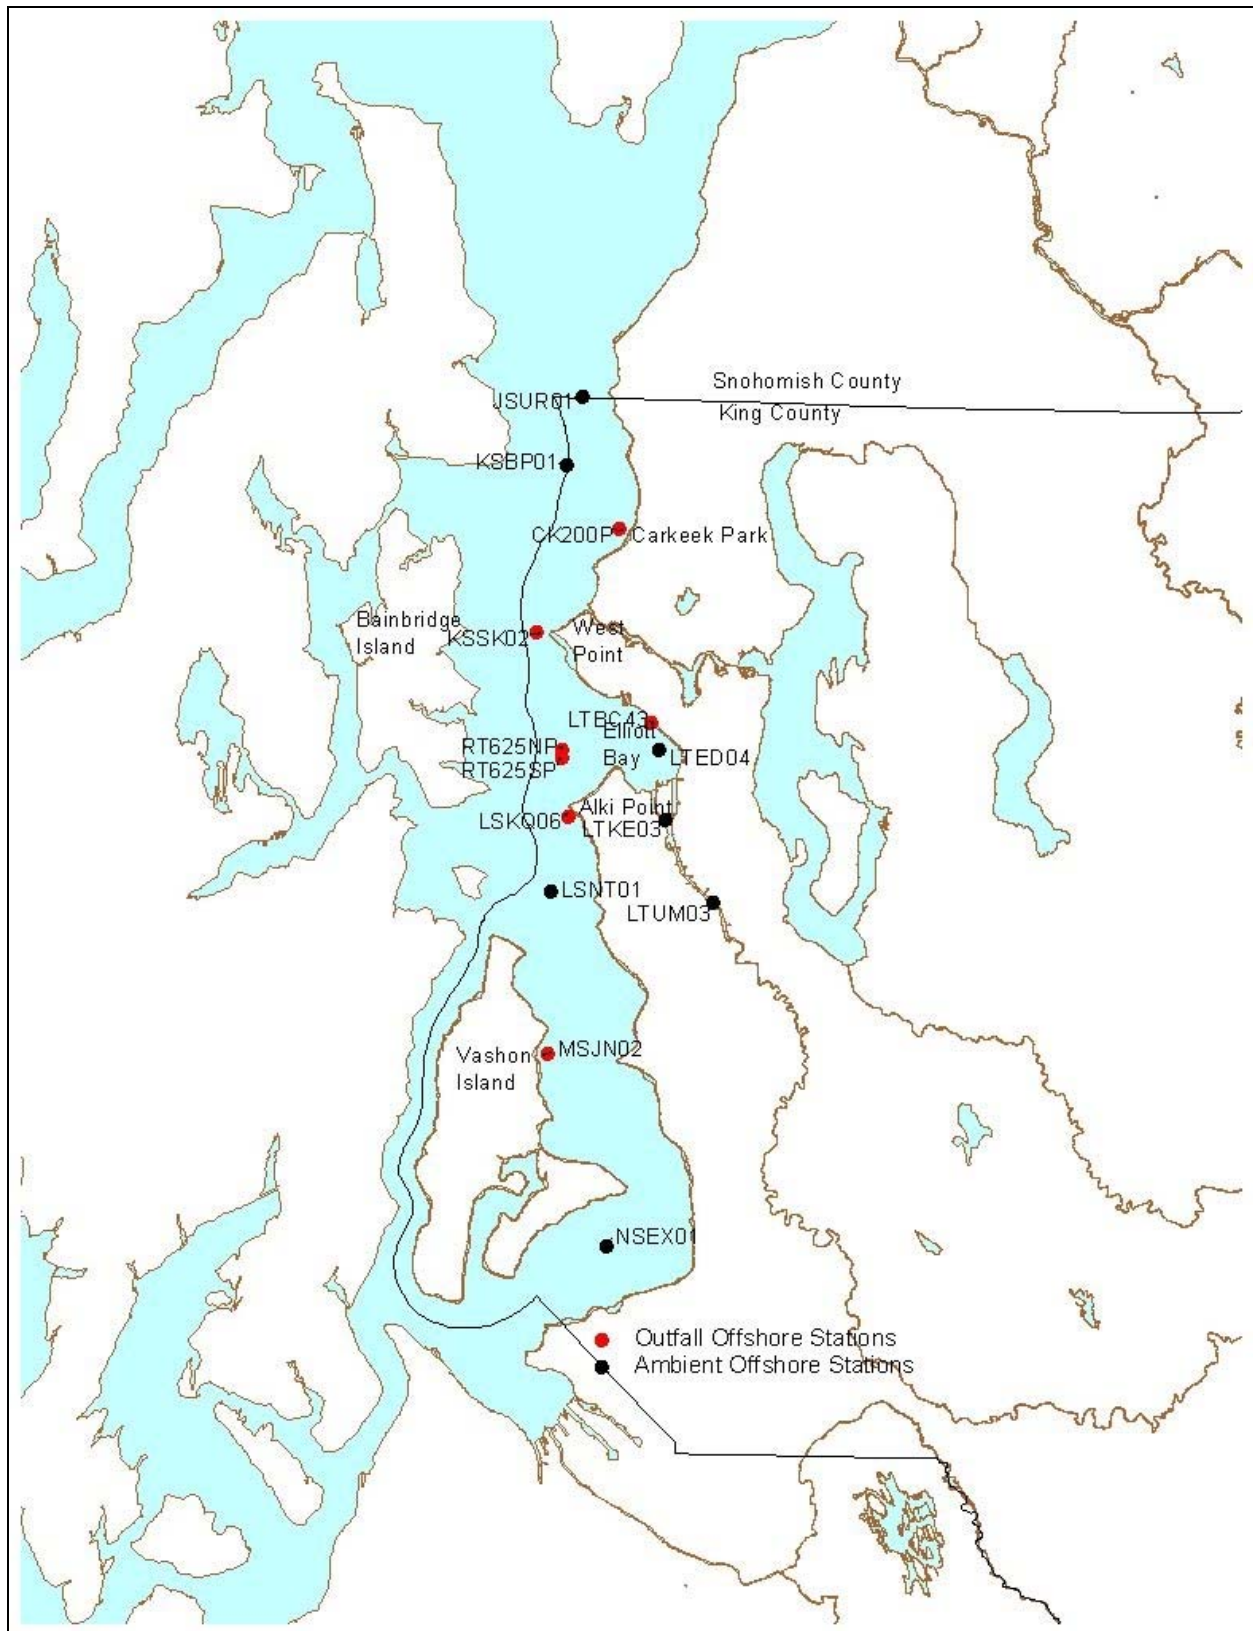 Snohomish County
JSUR01
King County
KSBP01
CK200P
Carkeek Park
Bainbridge
Island
KSSK02
West
Point
LTBC43
Elliott
Bay
RT625NP
RT625SP
LTED04
Alki Point
LSKQ06
LTKE03
LSNT01
LTUM03
MSJN02
Vashon
Island
NSEX01
Outfall Offshore Stations
Ambient Offshore Stations